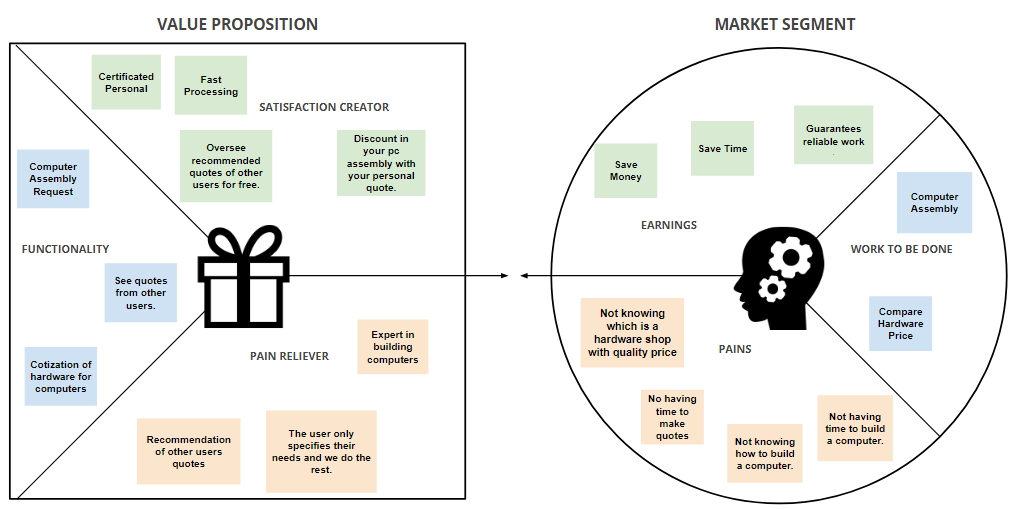 VALUE PROPOSITION
Certificated
Personal
Fast
Processing
SATISFACTION CREATOR
Oversee
recommended
quotes of other
users for free.
Discount in
your pc
assembly with
your personal
quote.
Computer
Assembly
Request
FUNCTIONALITY
See quotes
from other
users.
Cotization of
hardware for
computers
PAIN RELIEVER
Expert in
building
computers
Recommendation
of other users
quotes
The user only
specifies their
needs and we do the
rest.
MARKET SEGMENT
Save
Money
Save Time
Guarantees
reliable work
.
EARNINGS
Computer
Assembly
WORK TO BE DONE
Compare
Hardware
Price
Not knowing
which is a
hardware shop
with quality price
PAINS
No having
time to
make
quotes
Not knowing
how to build
a computer.
Not having
time to build
a computer.